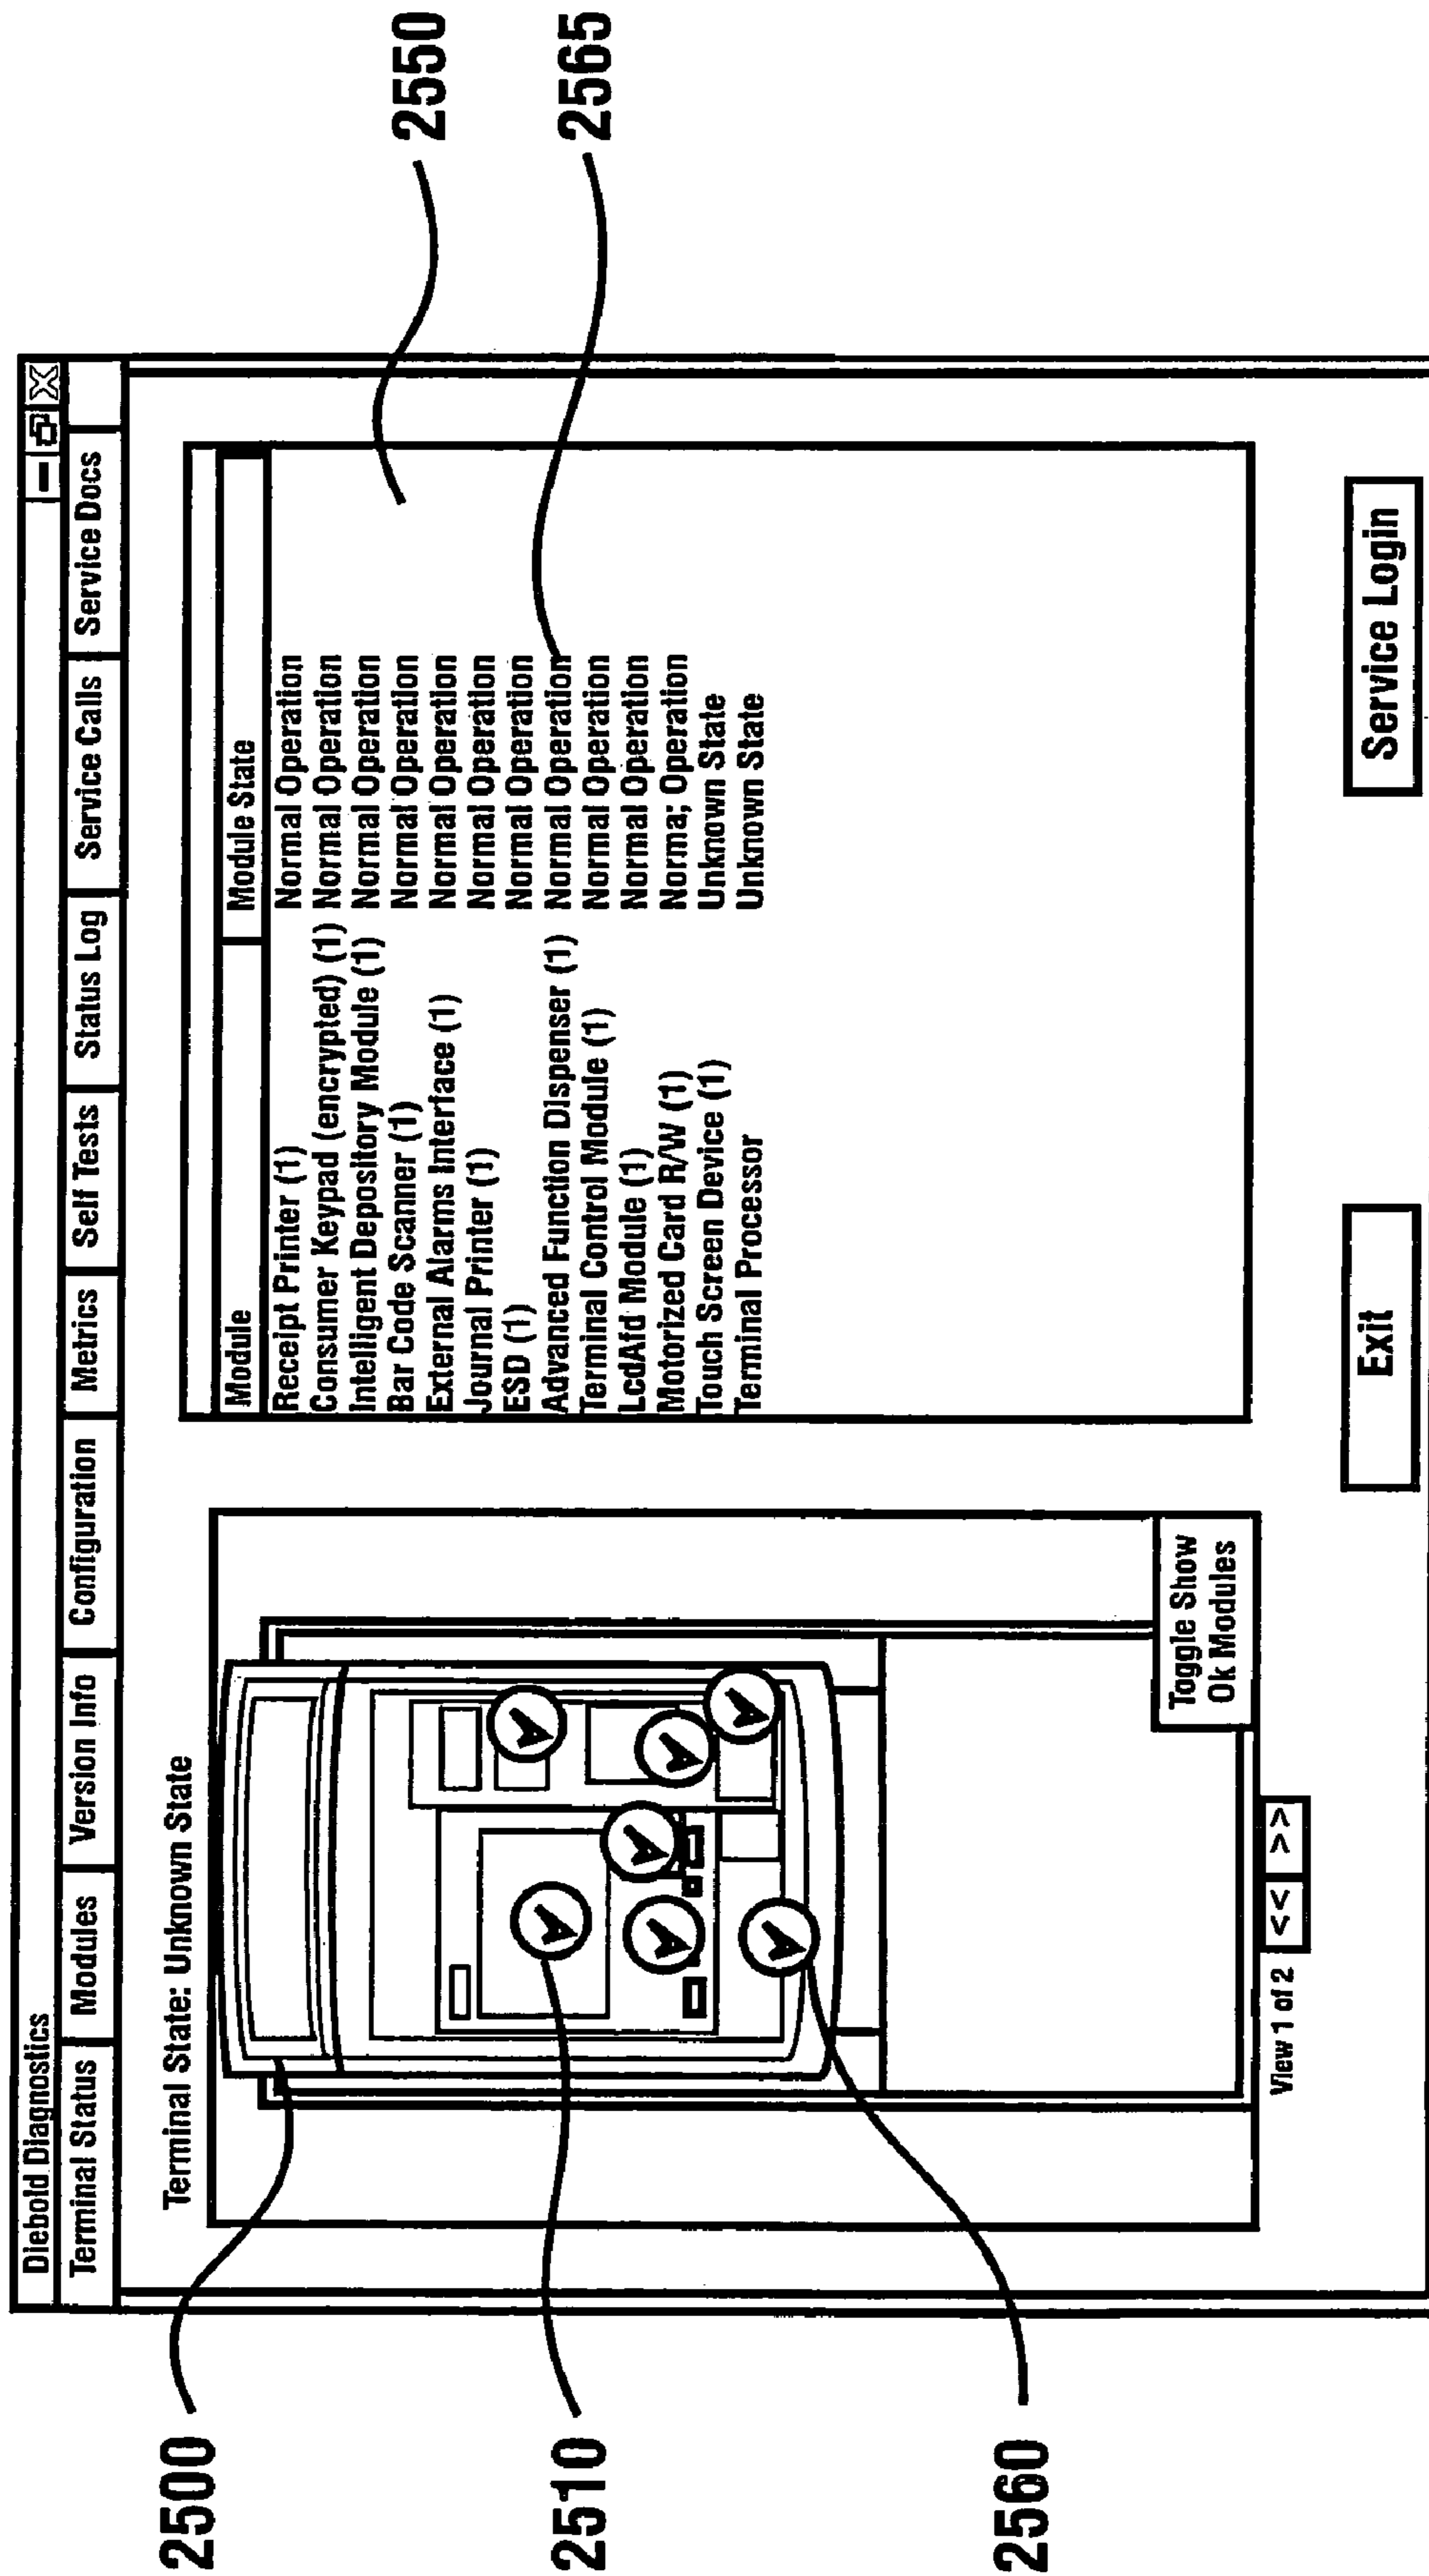 Diebold Diagnostics
Terminal Status Modules Version Info Configuration Metrics Self Tests Status Log Service Calls Service Docs
Terminal State: Unknown State
Toggle Show
Ok Modules
View 1 of 2 << >>
Module Module State
Receipt Printer (1) Normal Operation
Consumer Keypad (encrypted) (1) Normal Operation
Intelligent Depository Module (1) Normal Operation
Bar Code Scanner (1) Normal Operation
External Alarms Interface (1) Normal Operation
Journal Printer (1) Normal Operation
ESD (1) Normal Operation
Advanced Function Dispenser (1) Normal Operation
Terminal Control Module (1) Normal Operation
LcdAfd Module (1) Normal Operation
Motorized Card R/W (1) Norma; Operation
Touch Screen Device (1) Unknown State
Terminal Processor Unknown State
Exit
Service Login
2500
2510
2560
2550
2565